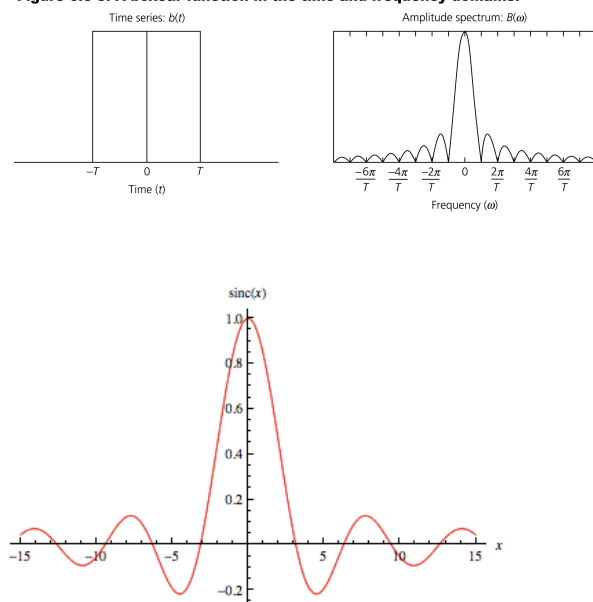 Time series: b(t)
Amplitude spectrum: B(ω)
−T 0 T
Time (t)
−6π/T −4π/T −2π/T 0 2π/T 4π/T 6π/T
Frequency (ω)
sinc(x)
1.0
0.8
0.6
0.4
0.2
−15 −10 −5 5 10 15 x
−0.2